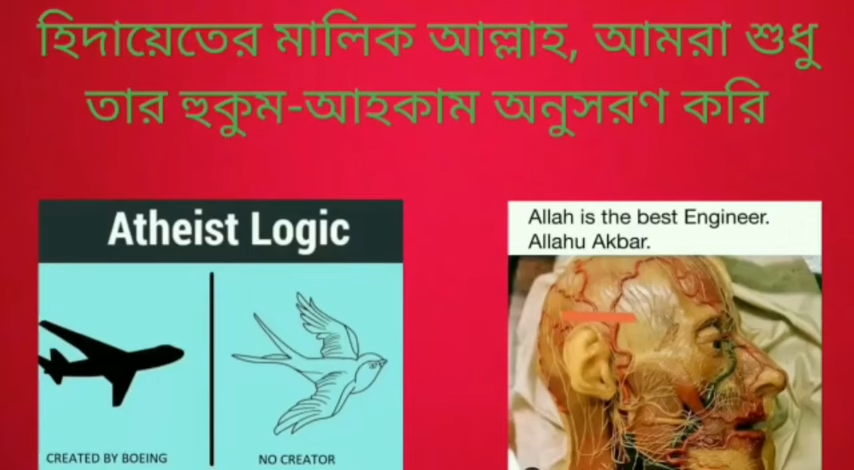 হিদায়েতের মালিক আল্লাহ, আমরা শুধু
তার হুকুম-আহকাম অনুসরণ করি
Atheist Logic
CREATED BY BOEING
NO CREATOR
Allah is the best Engineer.
Allahu Akbar.